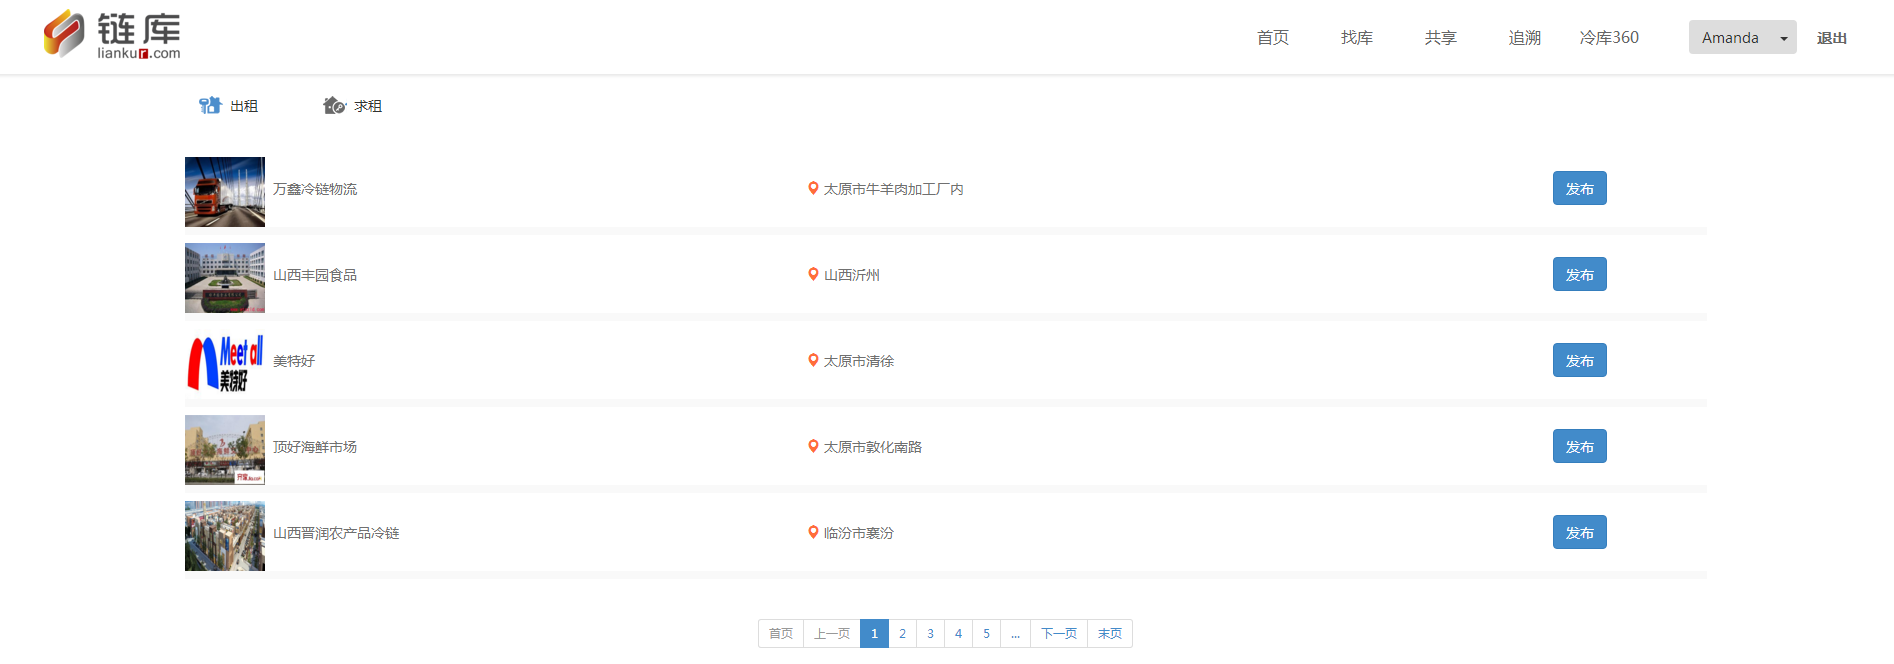 链库
liankur.com
首页 找库 共享 追溯 冷库360 Amanda 退出
出租 求租
万鑫冷链物流 太原市牛羊肉加工厂内 发布
山西丰园食品 山西沂州 发布
Meet all
美特好
美特好 太原市清徐 发布
顶好海鲜市场 太原市敦化南路 发布
山西晋润农产品冷链 临汾市襄汾 发布
首页 上一页 1 2 3 4 5 ... 下一页 末页